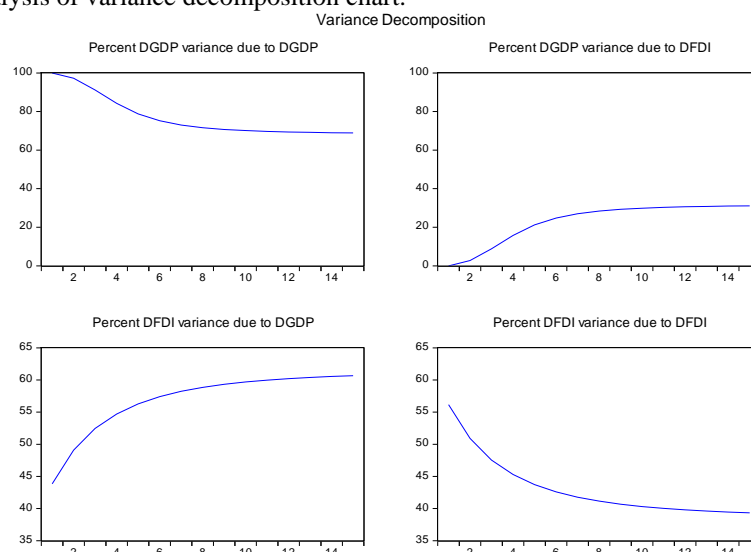 lysis of variance decomposition chart.
Variance Decomposition
Percent DGDP variance due to DGDP
100
80
60
40
20
0
2 4 6 8 10 12 14
Percent DGDP variance due to DFDI
100
80
60
40
20
0
2 4 6 8 10 12 14
Percent DFDI variance due to DGDP
65
60
55
50
45
40
35
2 4 6 8 10 12 14
Percent DFDI variance due to DFDI
65
60
55
50
45
40
35
2 4 6 8 10 12 14